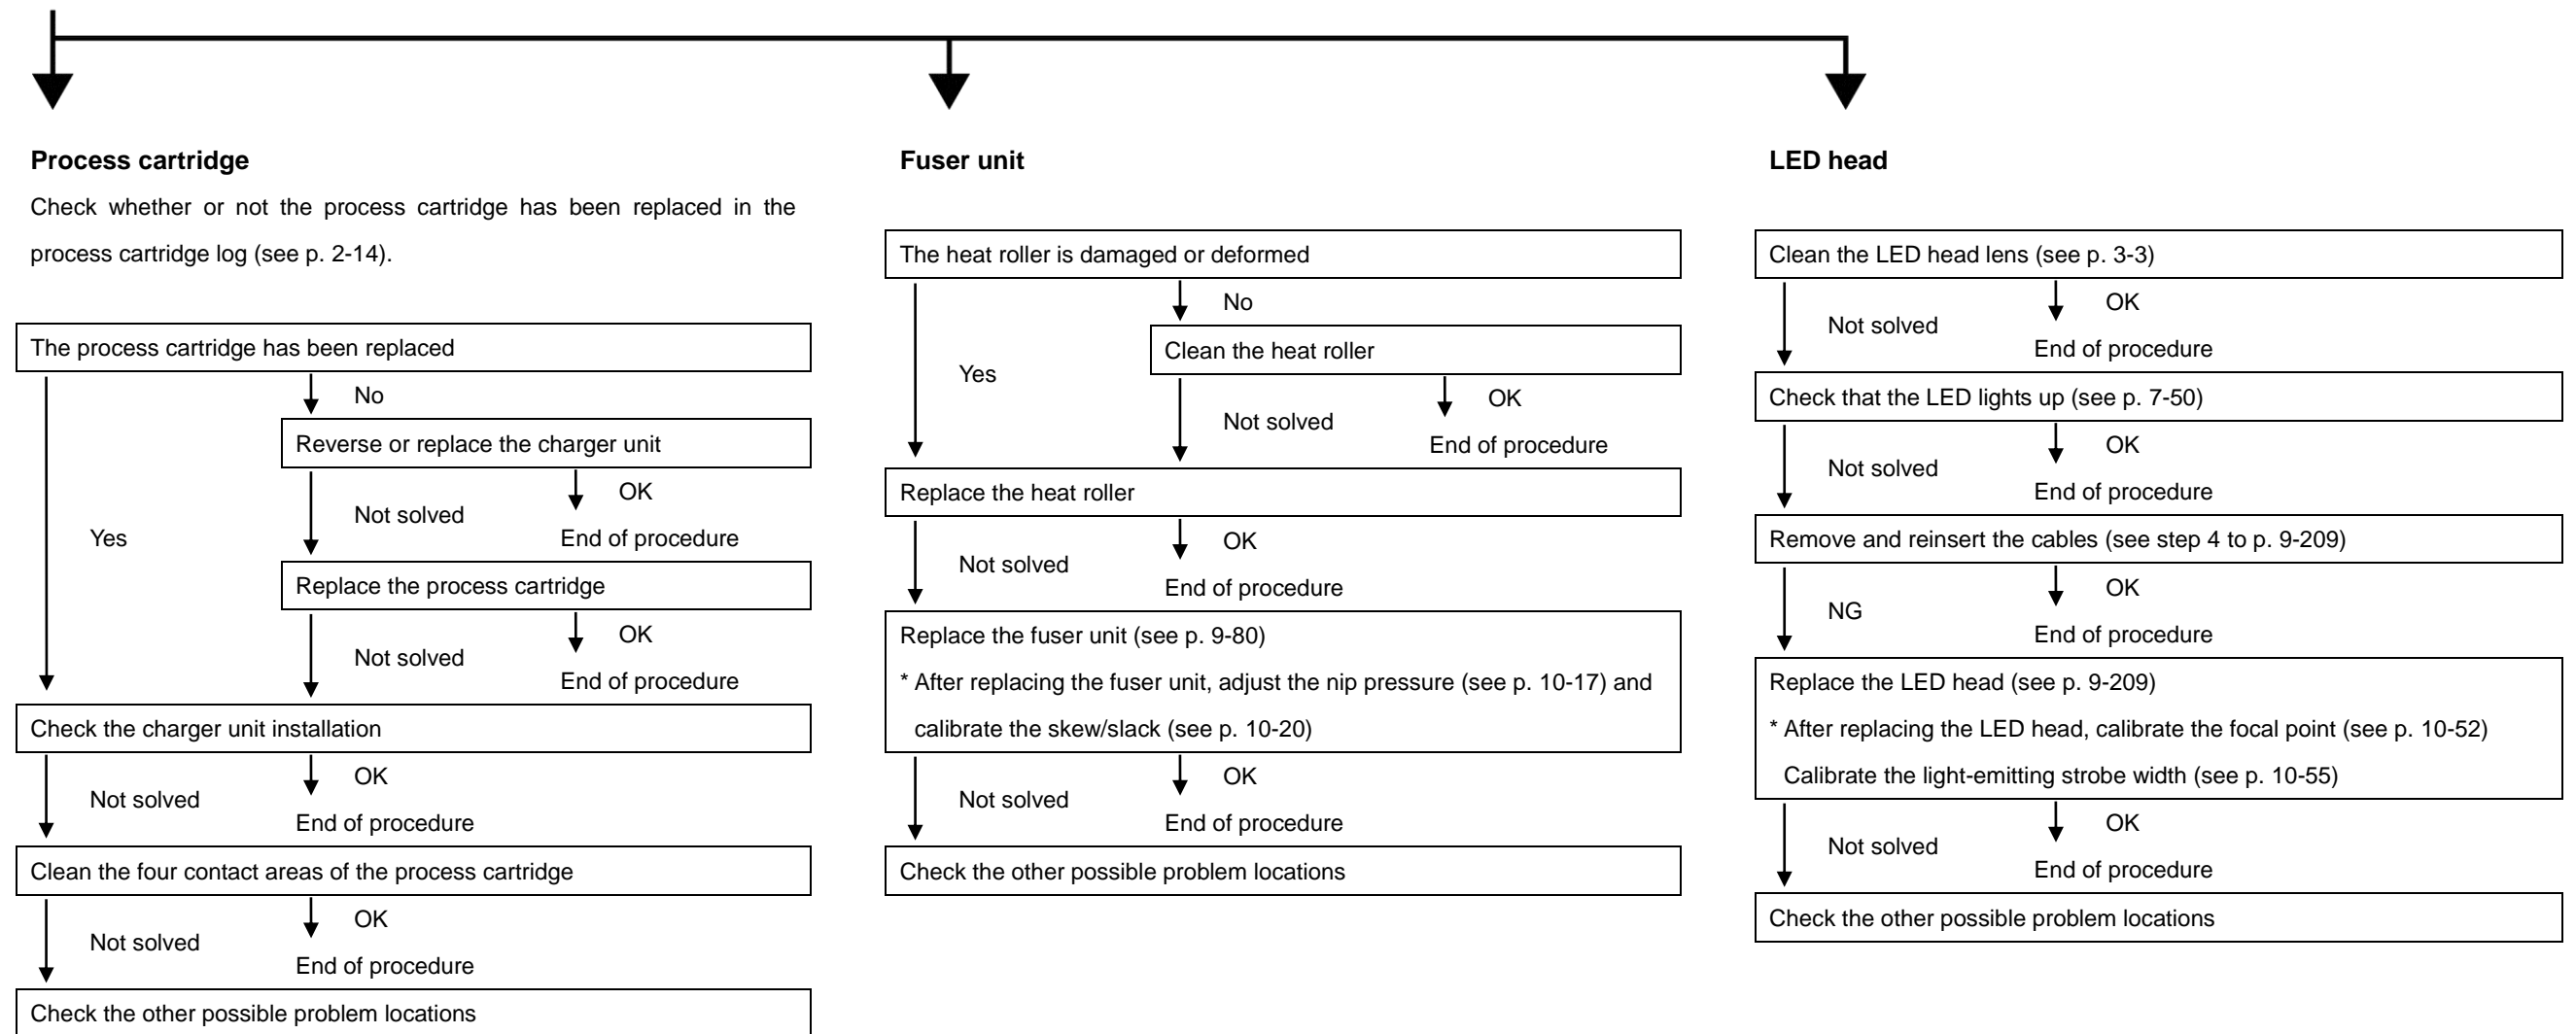 Process cartridge
Check whether or not the process cartridge has been replaced in the
process cartridge log (see p. 2-14).
The process cartridge has been replaced
No
Reverse or replace the charger unit
Yes
Not solved
OK
End of procedure
Replace the process cartridge
Not solved
OK
End of procedure
Check the charger unit installation
Not solved
OK
End of procedure
Clean the four contact areas of the process cartridge
Not solved
OK
End of procedure
Check the other possible problem locations
Fuser unit
The heat roller is damaged or deformed
No
Clean the heat roller
Yes
Not solved
OK
End of procedure
Replace the heat roller
Not solved
OK
End of procedure
Replace the fuser unit (see p. 9-80)
* After replacing the fuser unit, adjust the nip pressure (see p. 10-17) and
calibrate the skew/slack (see p. 10-20)
Not solved
OK
End of procedure
Check the other possible problem locations
LED head
Clean the LED head lens (see p. 3-3)
Not solved
OK
End of procedure
Check that the LED lights up (see p. 7-50)
Not solved
OK
End of procedure
Remove and reinsert the cables (see step 4 to p. 9-209)
NG
OK
End of procedure
Replace the LED head (see p. 9-209)
* After replacing the LED head, calibrate the focal point (see p. 10-52)
Calibrate the light-emitting strobe width (see p. 10-55)
Not solved
OK
End of procedure
Check the other possible problem locations